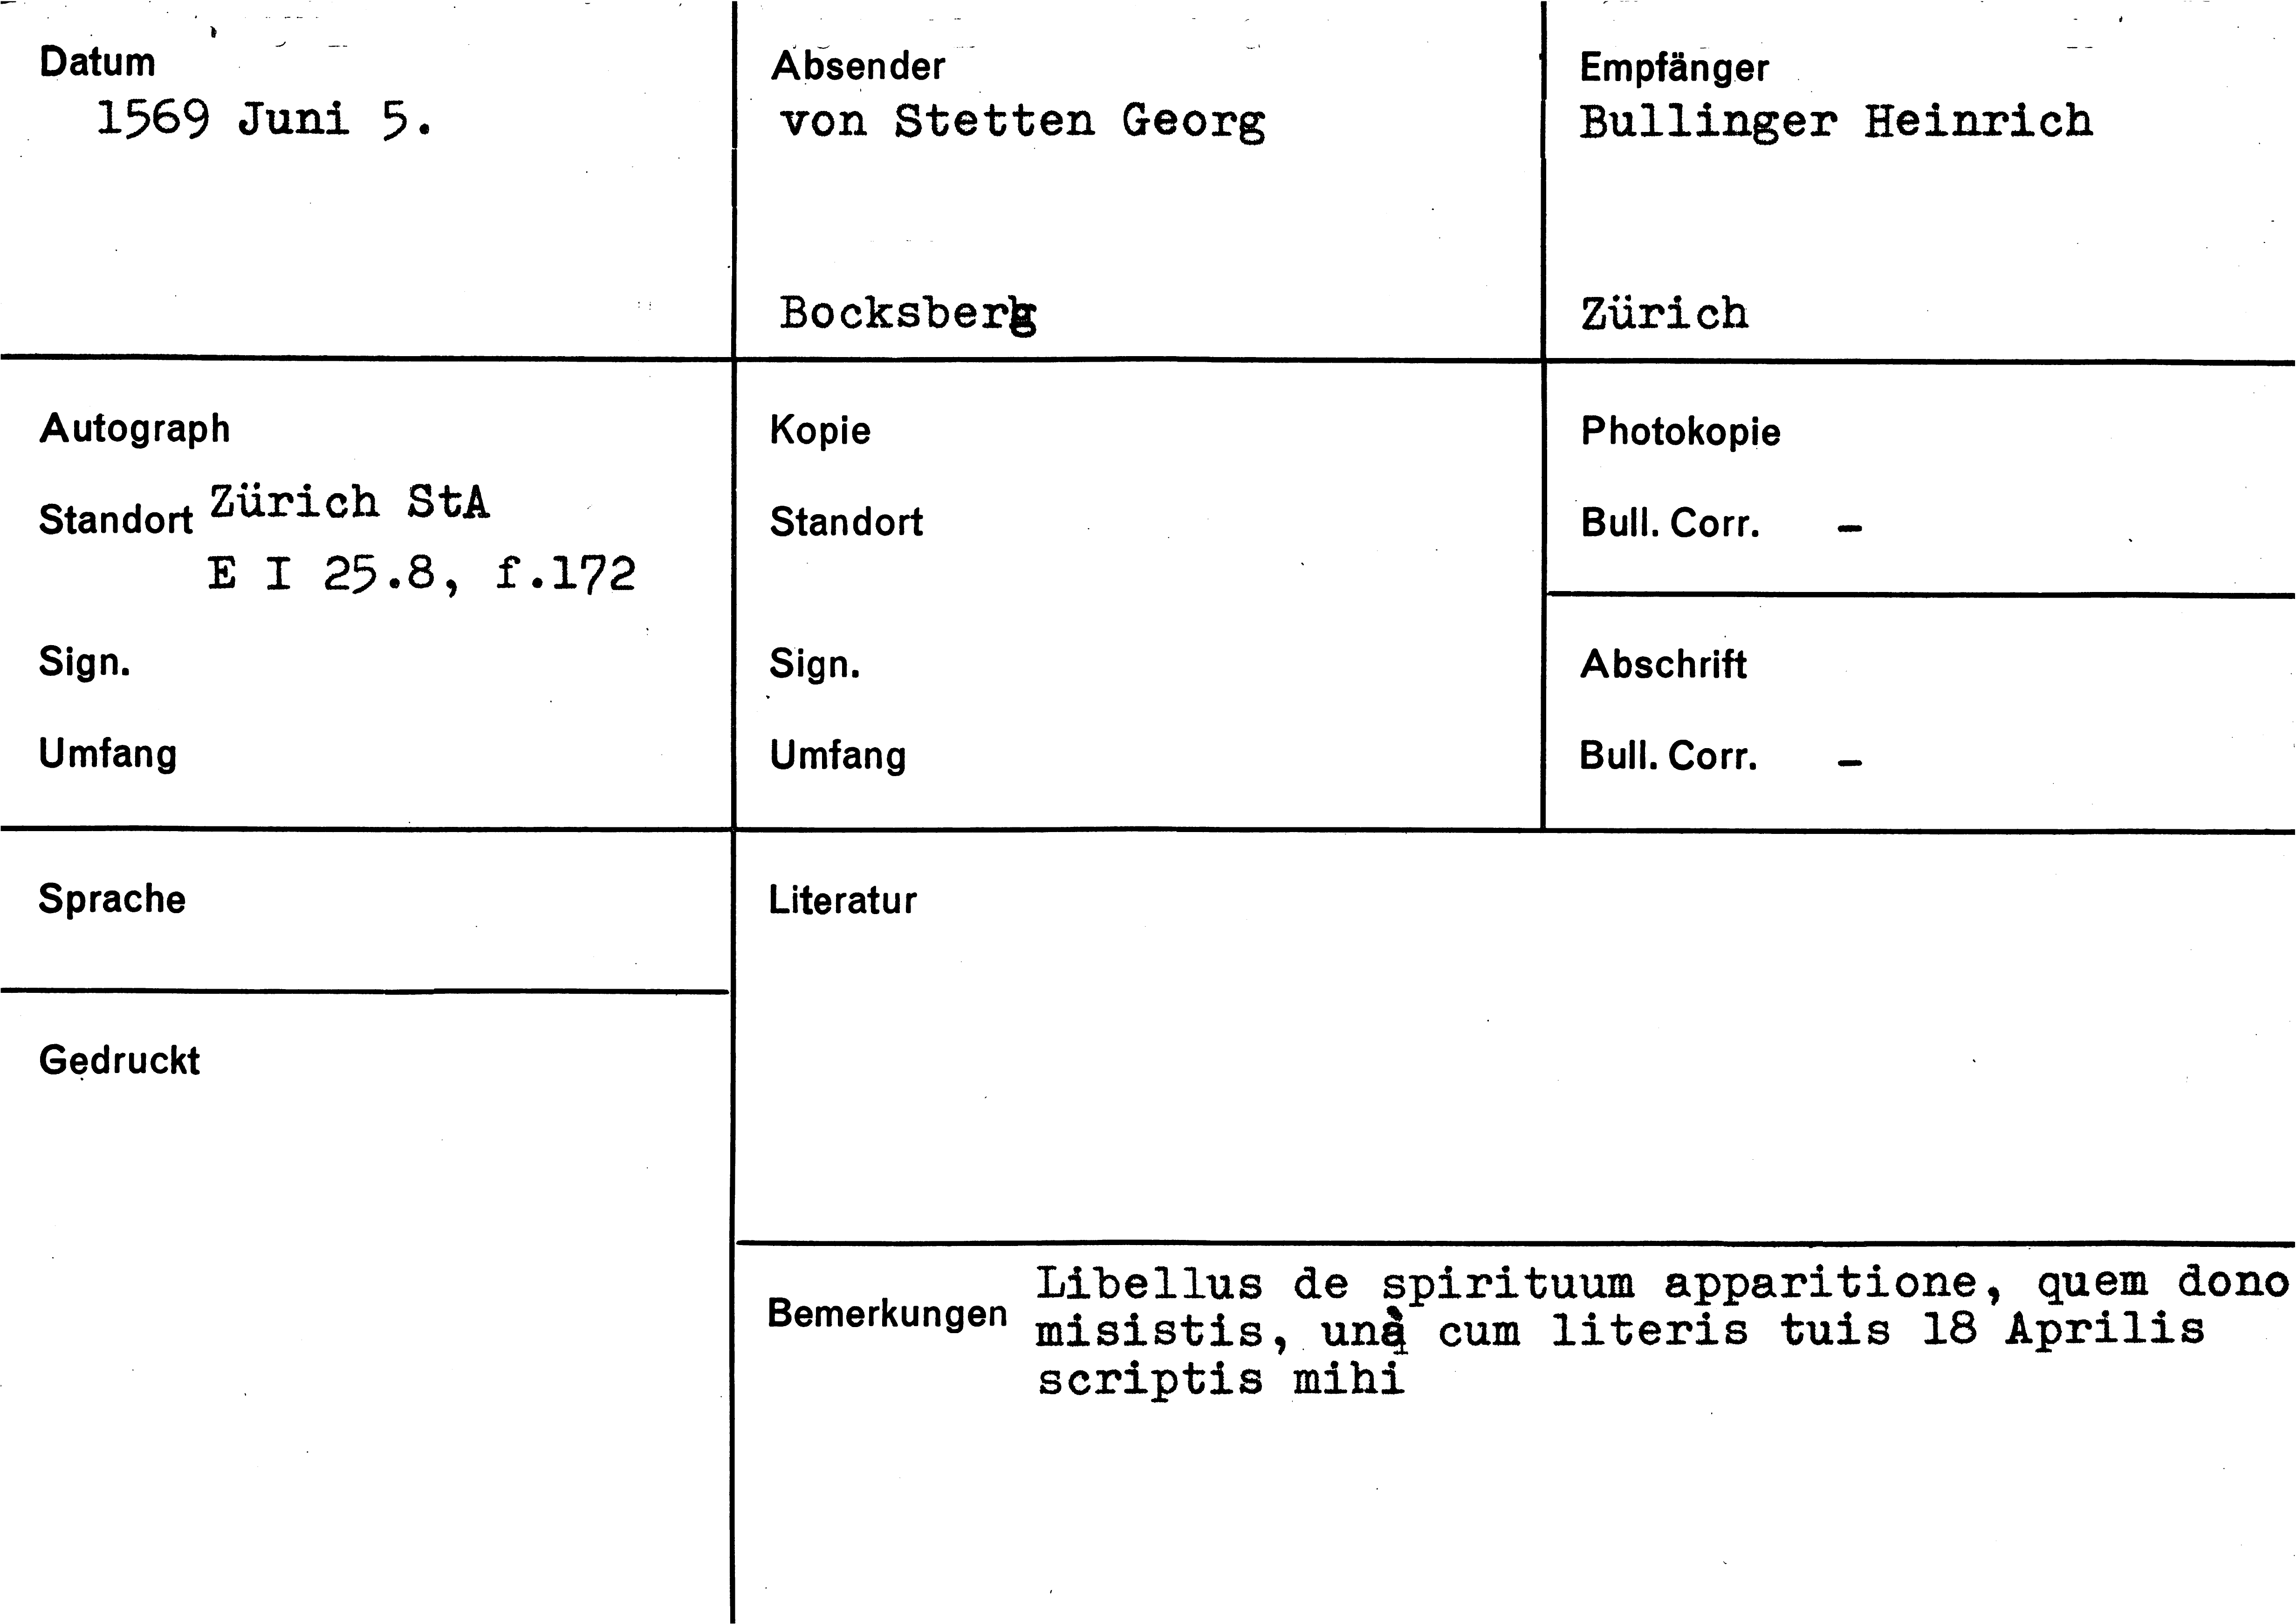 Datum
1569 Juni 5.
Absender
von Stetten Georg
Bocksberg
Empfänger
Bullinger Heinrich
Zürich
Autograph
Standort Zürich StA
E I 25.8, f.172
Sign.
Umfang
Kopie
Standort
Sign.
Umfang
Photokopie
Bull. Corr. –
Abschrift
Bull. Corr. –
Sprache
Gedruckt
Literatur
Bemerkungen Libellus de spirituum apparitione, quem dono
misistis, unà cum literis tuis 18 Aprilis
scriptis mihi